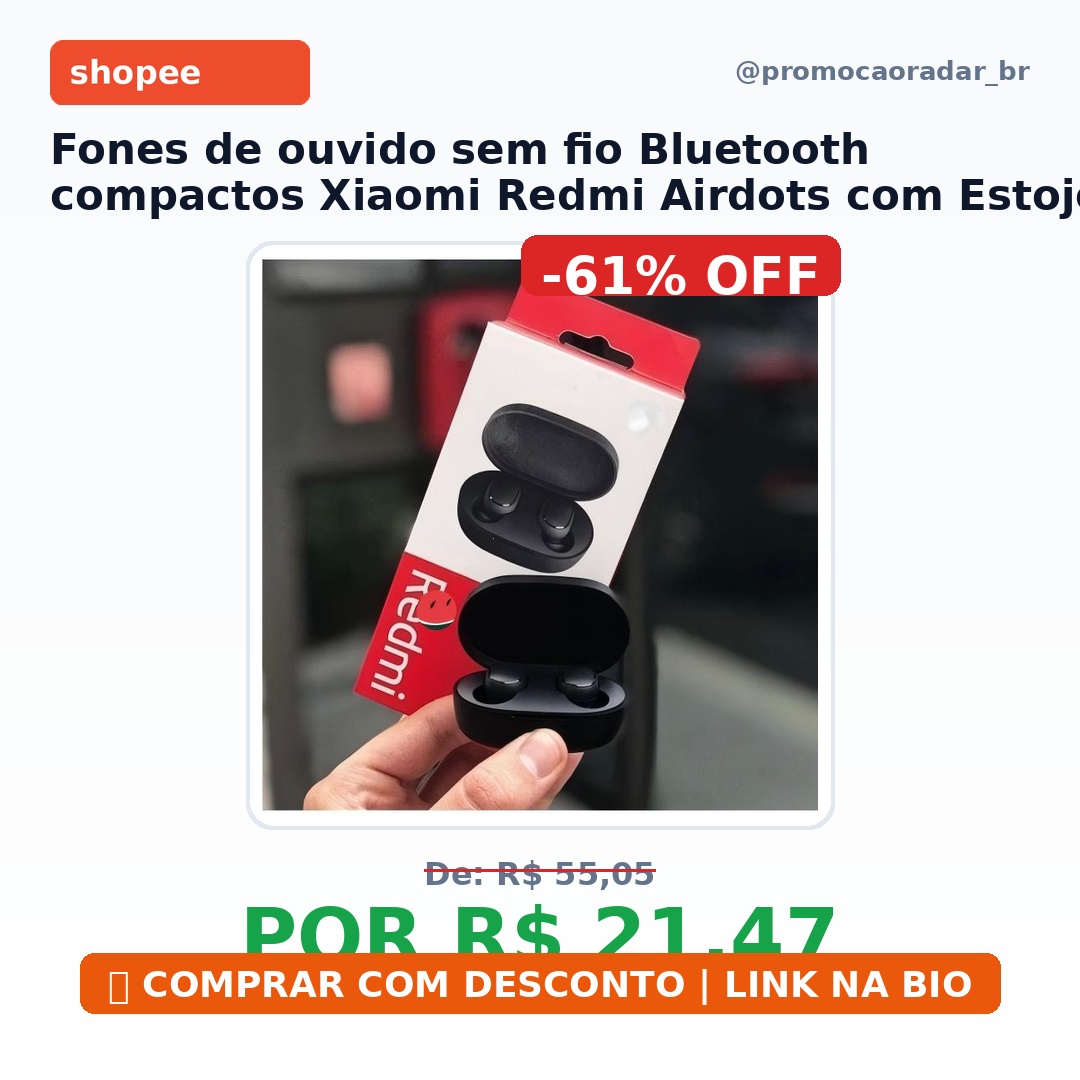 shopee
@promocaoradar_br
Fones de ouvido sem fio Bluetooth
compactos Xiaomi Redmi Airdots com Estojo
-61% OFF
Redmi
De: R$ 55,05
POR R$ 21,47
COMPRAR COM DESCONTO | LINK NA BIO